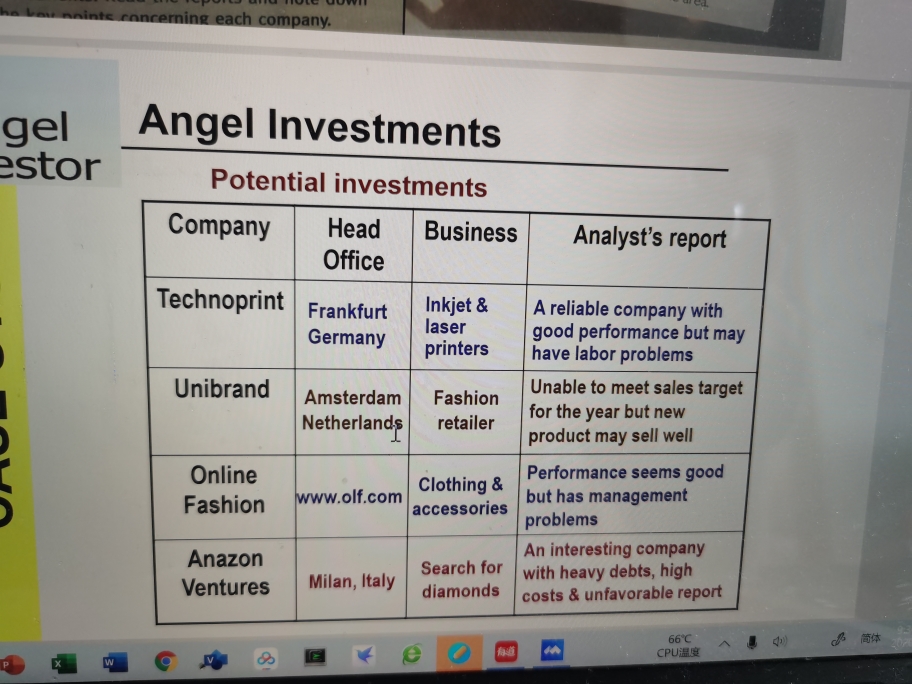 the key points concerning each company.
area.
gel
estor
Angel Investments
Potential investments
Company
Head
Office
Business
Analyst's report
Technoprint
Frankfurt
Germany
Inkjet &
laser
printers
A reliable company with
good performance but may
have labor problems
Unibrand
Amsterdam
Netherlands
Fashion
retailer
Unable to meet sales target
for the year but new
product may sell well
Online
Fashion
www.olf.com
Clothing &
accessories
Performance seems good
but has management
problems
Anazon
Ventures
Milan, Italy
Search for
diamonds
An interesting company
with heavy debts, high
costs & unfavorable report
66℃
CPU温度
简体